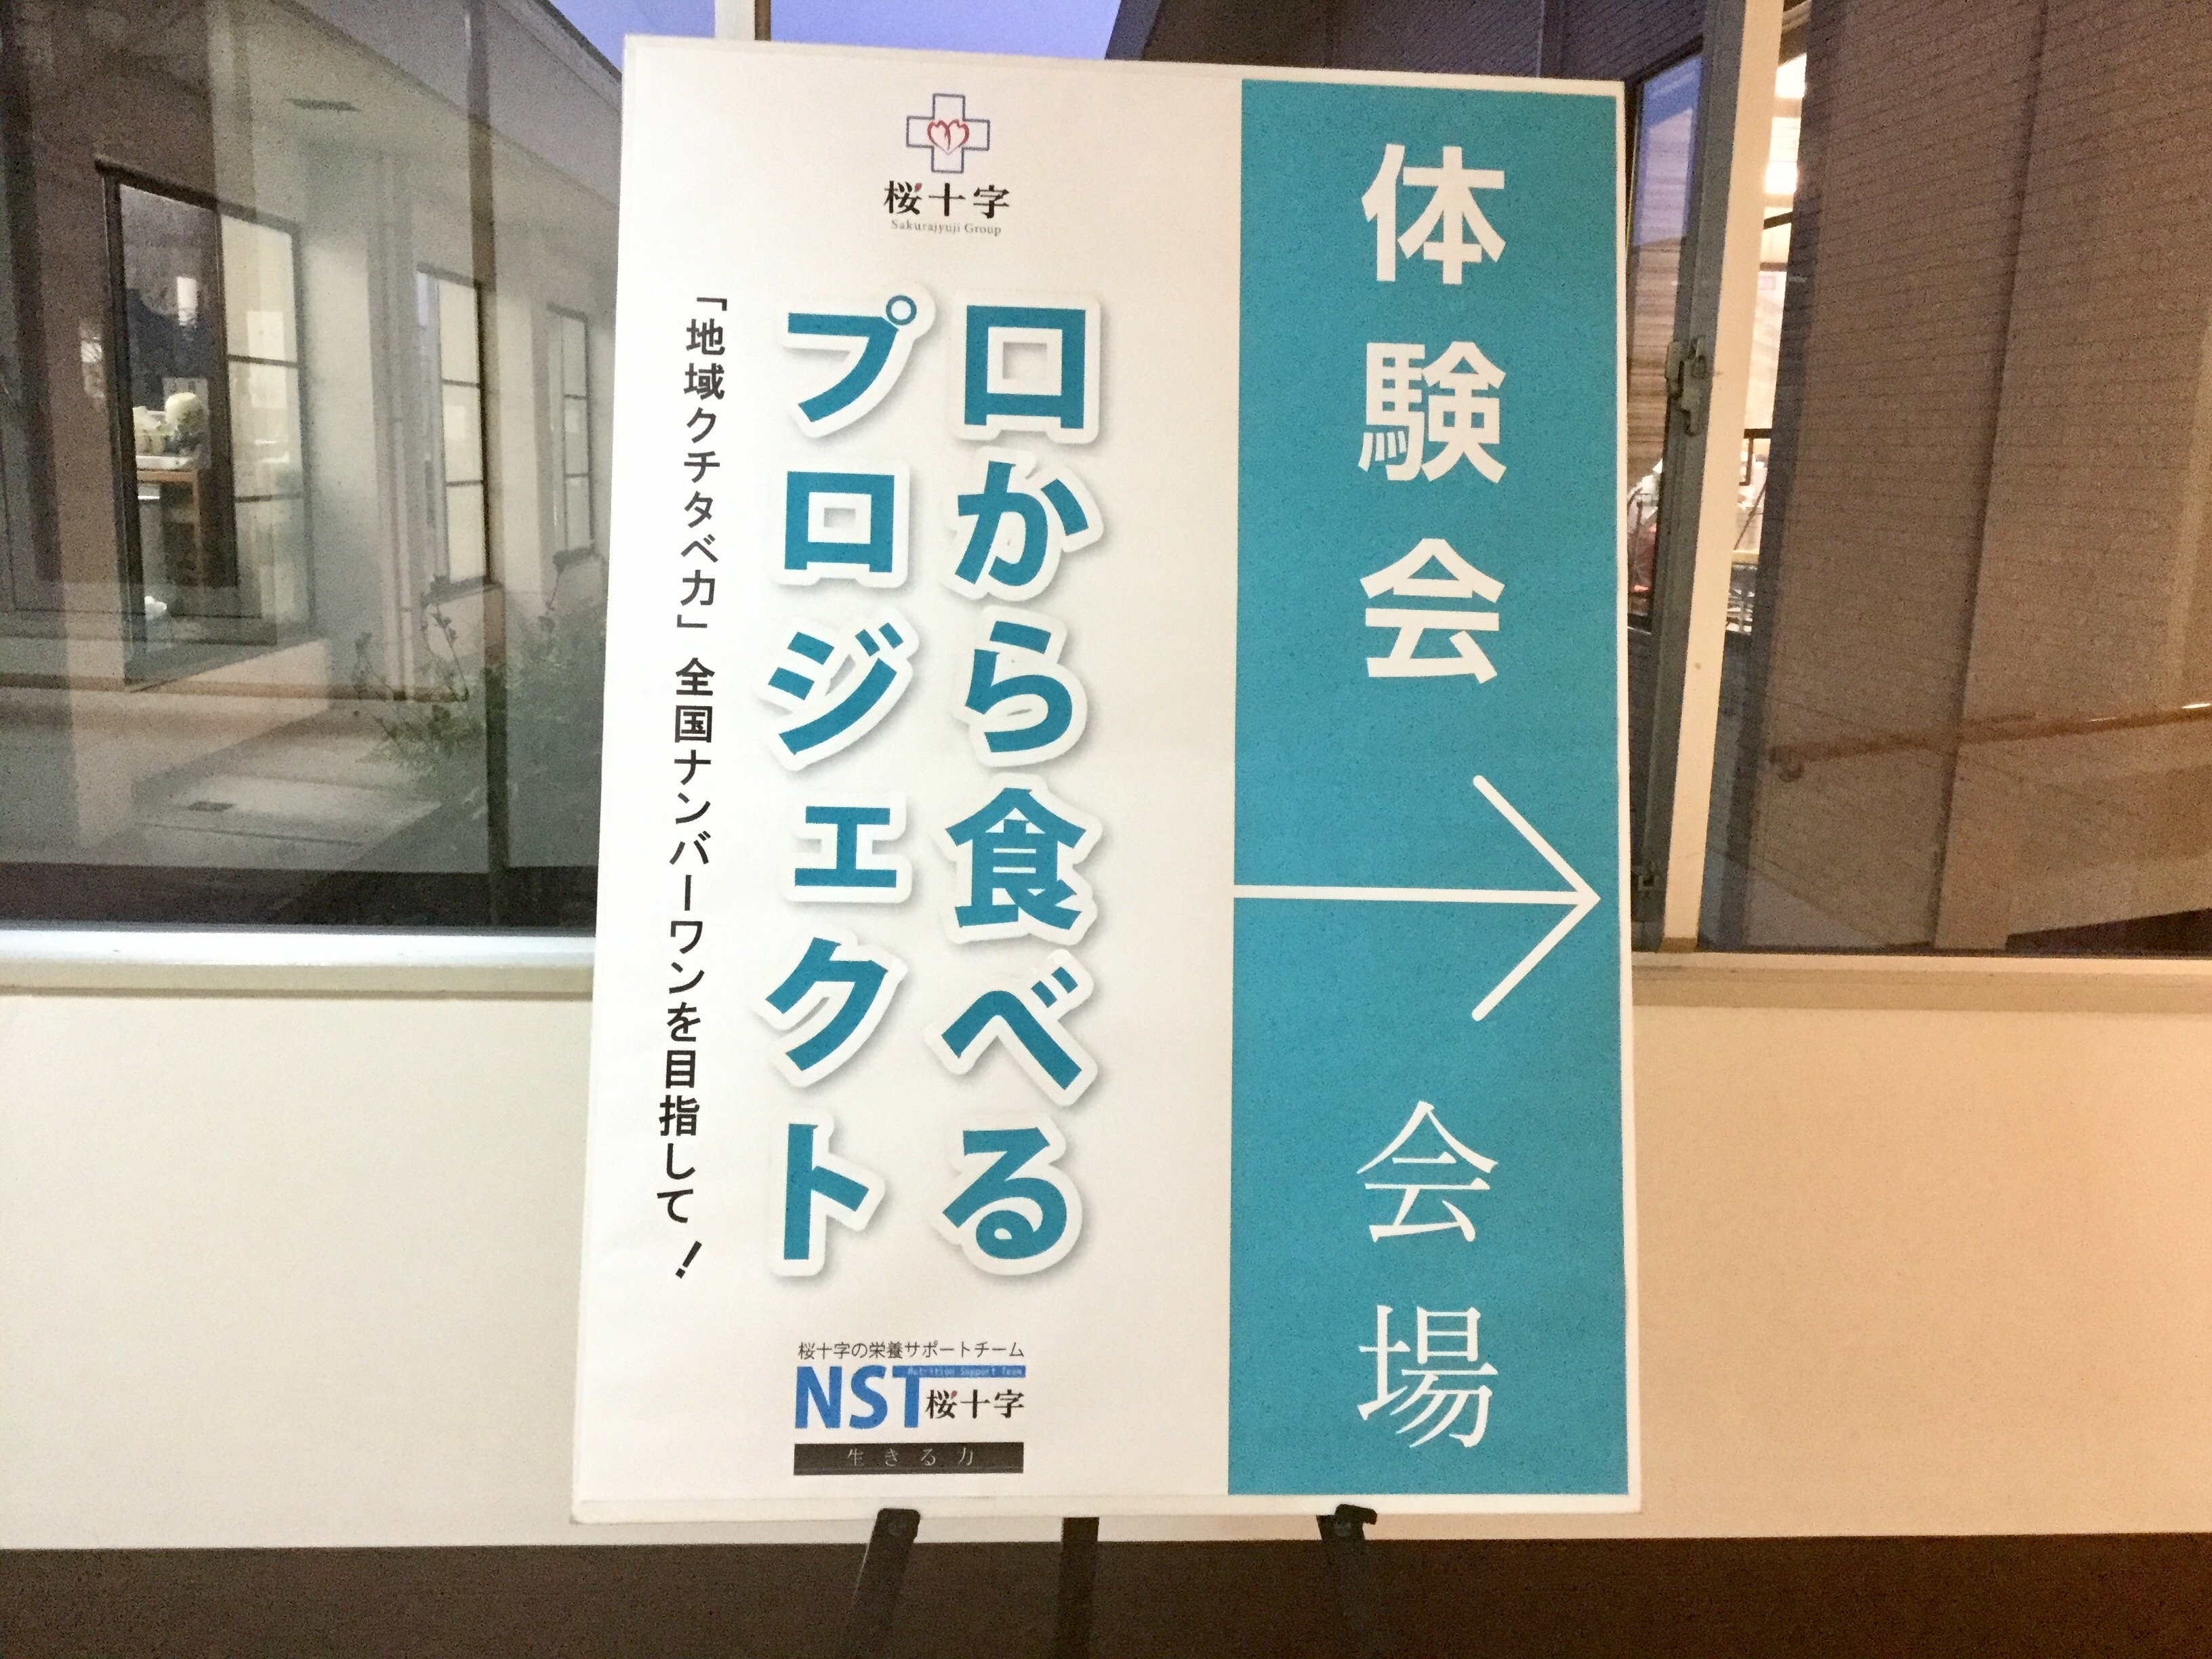 体験会
会場
桜十字
Sakurajyuji Group
口から食べる
プロジェクト
「地域クチタベ力」全国ナンバーワンを目指して！
桜十字の栄養サポートチーム
Nutrition Support Team
NST桜十字
生きる力